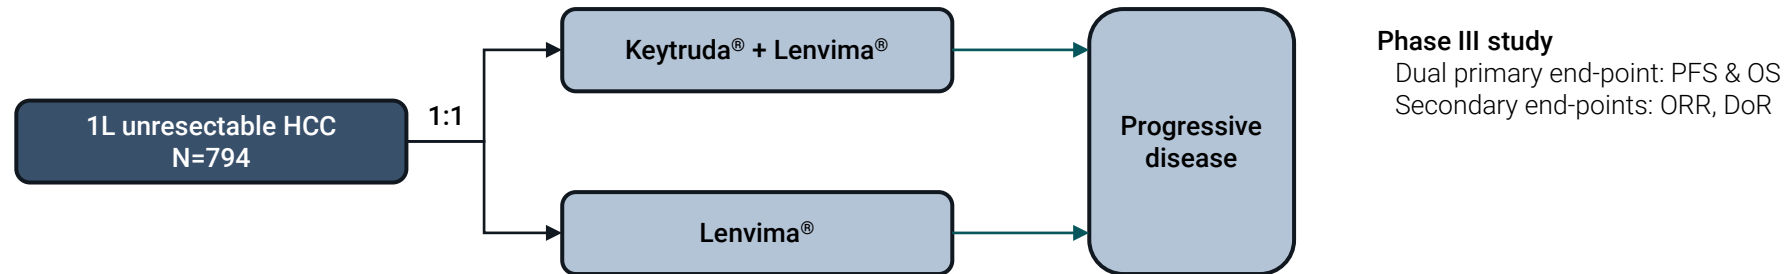 1L unresectable HCC
N=794
1:1
Keytruda® + Lenvima®
Lenvima®
Progressive
disease
Phase III study
Dual primary end-point: PFS & OS
Secondary end-points: ORR, DoR